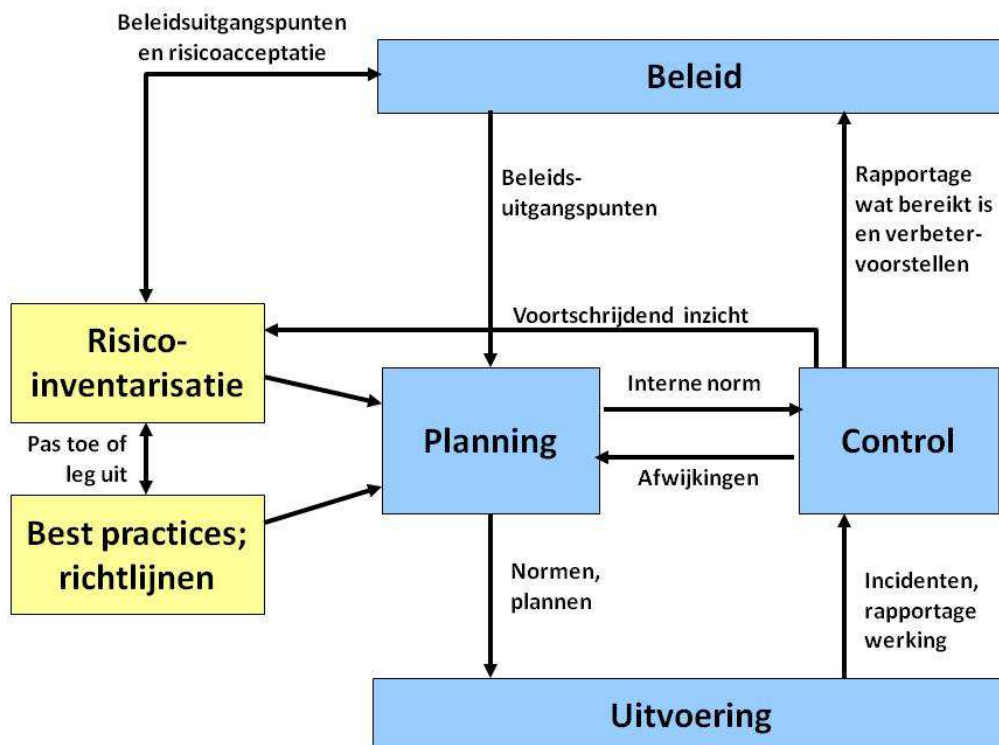 Beleidsuitgangspunten
en risicoacceptatie
Beleid
Beleids-
uitgangspunten
Rapportage
wat bereikt is
en verbeter-
voorstellen
Voortschrijdend inzicht
Risico-
inventarisatie
Interne norm
Planning
Control
Pas toe of
leg uit
Afwijkingen
Best practices;
richtlijnen
Normen,
plannen
Incidenten,
rapportage
werking
Uitvoering